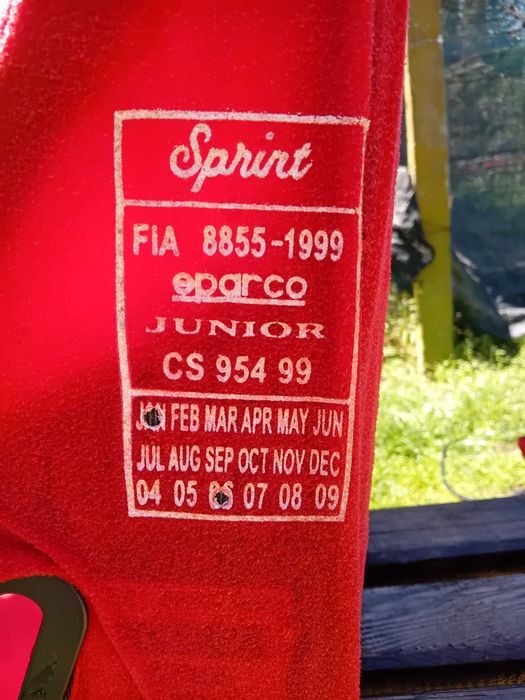 Sprint
FIA 8855-1999
sparco
JUNIOR
CS 954 99
JAN FEB MAR APR MAY JUN
JUL AUG SEP OCT NOV DEC
04 05 06 07 08 09